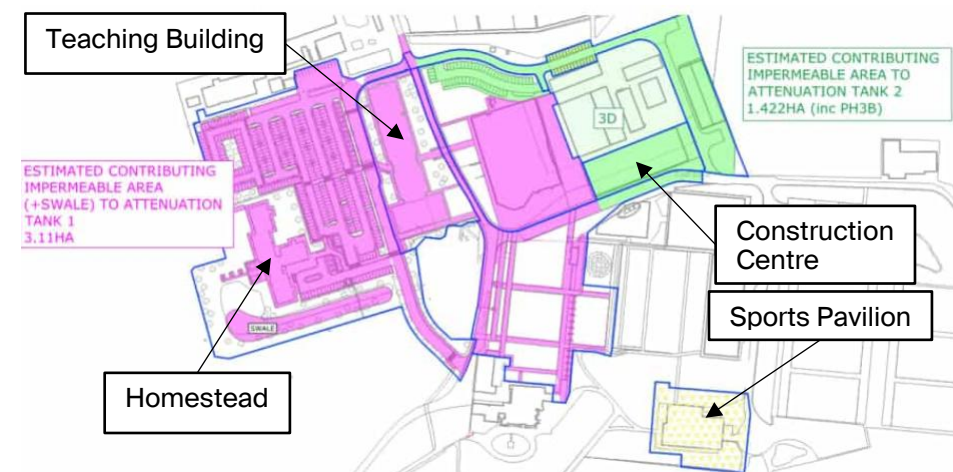 Teaching Building
ESTIMATED CONTRIBUTING
IMPERMEABLE AREA TO
ATTENUATION TANK 2
1.422HA (inc PH3B)
3D
ESTIMATED CONTRIBUTING
IMPERMEABLE AREA
(+SWALE) TO ATTENUATION
TANK 1
3.11HA
Construction
Centre
Sports Pavilion
SWALE
Homestead